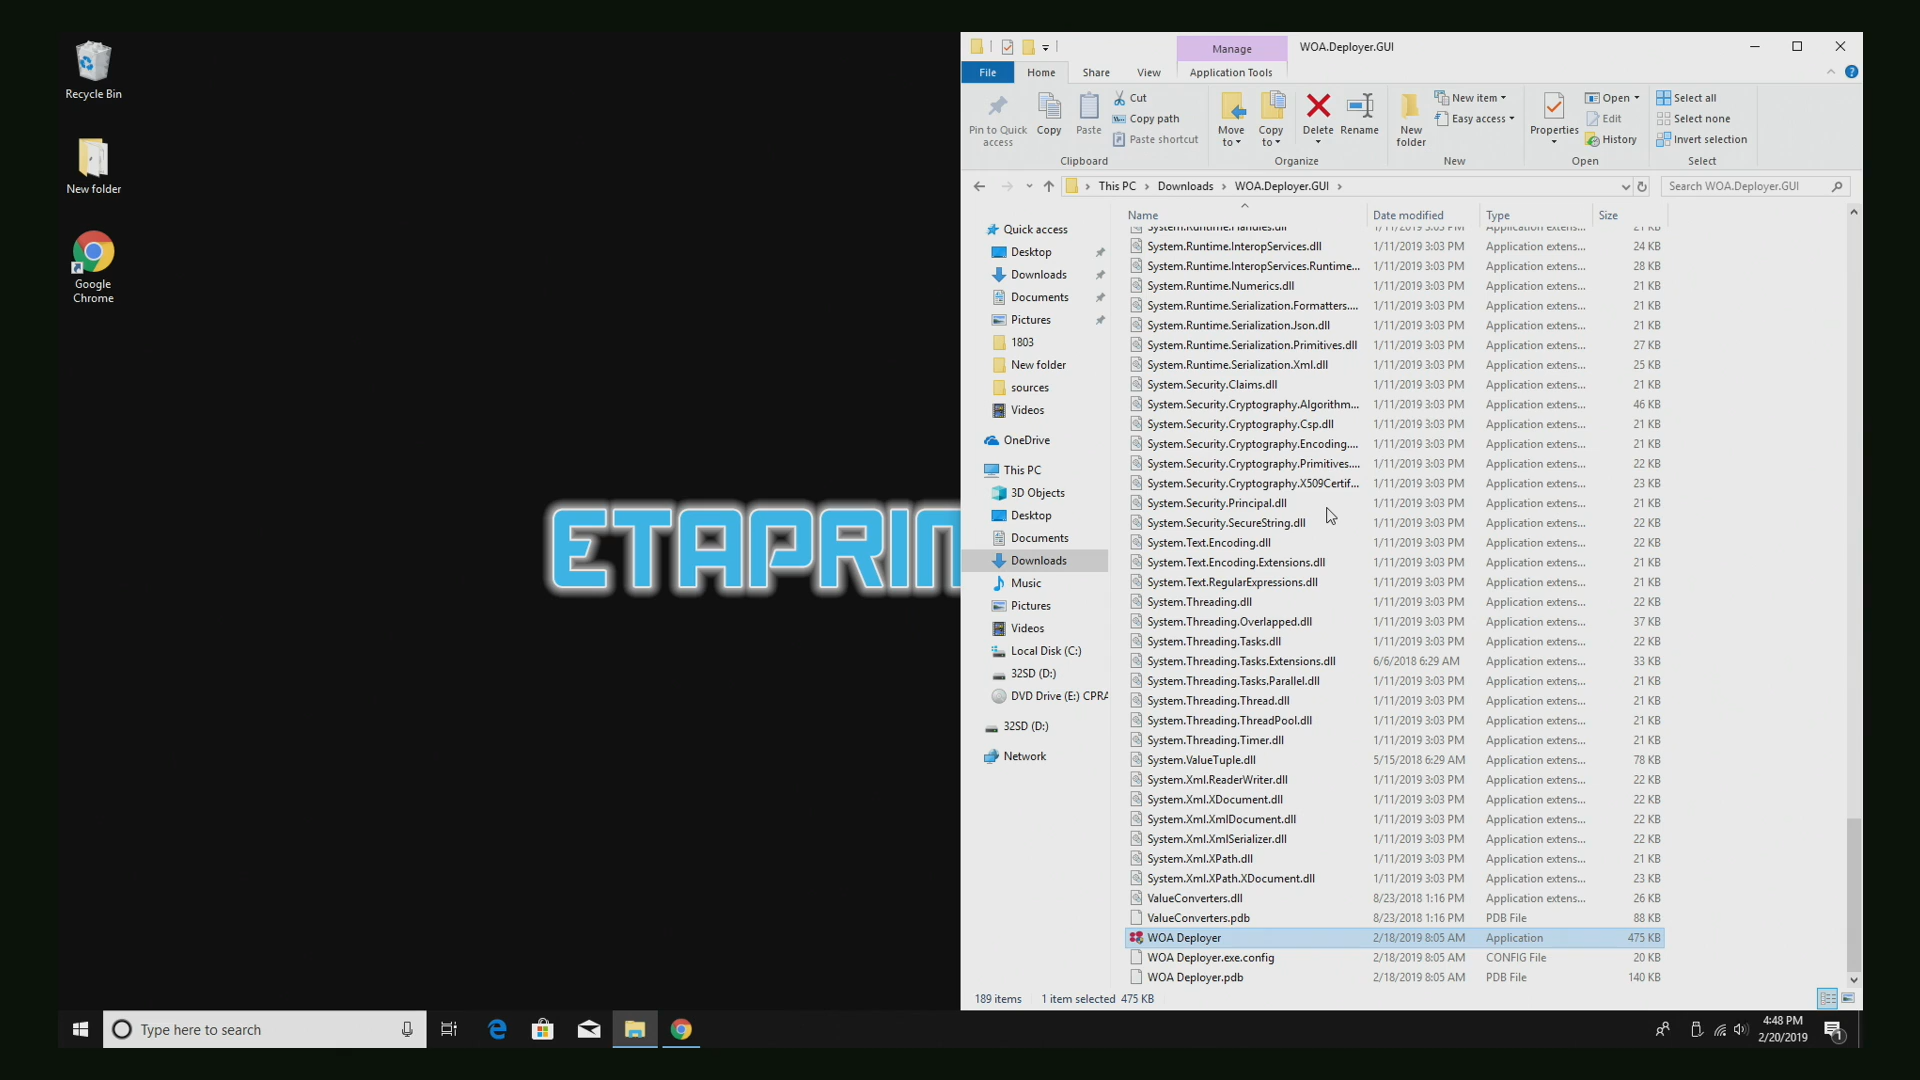 Recycle Bin
New folder
Google
Chrome
ETAPRI
Manage
WOA.Deployer.GUI
File
Home
Share
View
Application Tools
Pin to Quick
access
Copy
Paste
Cut
Copy path
Paste shortcut
Clipboard
Move
to
Copy
to
Delete
Rename
Organize
New
folder
New item
Easy access
New
Properties
Open
Edit
History
Open
Select all
Select none
Invert selection
Select
This PC
Downloads
WOA.Deployer.GUI
Search WOA.Deployer.GUI
Quick access
Desktop
Downloads
Documents
Pictures
1803
New folder
sources
Videos
OneDrive
This PC
3D Objects
Desktop
Documents
Downloads
Music
Pictures
Videos
Local Disk (C:)
32SD (D:)
DVD Drive (E:) CPRA
32SD (D:)
Network
Name Date modified Type Size
System.Runtime.Handles.dll 1/11/2019 3:03 PM Application extens... 21 KB
System.Runtime.InteropServices.dll 1/11/2019 3:03 PM Application extens... 24 KB
System.Runtime.InteropServices.Runtime... 1/11/2019 3:03 PM Application extens... 28 KB
System.Runtime.Numerics.dll 1/11/2019 3:03 PM Application extens... 21 KB
System.Runtime.Serialization.Formatters.... 1/11/2019 3:03 PM Application extens... 21 KB
System.Runtime.Serialization.Json.dll 1/11/2019 3:03 PM Application extens... 21 KB
System.Runtime.Serialization.Primitives.dll 1/11/2019 3:03 PM Application extens... 27 KB
System.Runtime.Serialization.Xml.dll 1/11/2019 3:03 PM Application extens... 25 KB
System.Security.Claims.dll 1/11/2019 3:03 PM Application extens... 21 KB
System.Security.Cryptography.Algorithm... 1/11/2019 3:03 PM Application extens... 46 KB
System.Security.Cryptography.Csp.dll 1/11/2019 3:03 PM Application extens... 21 KB
System.Security.Cryptography.Encoding.... 1/11/2019 3:03 PM Application extens... 21 KB
System.Security.Cryptography.Primitives.... 1/11/2019 3:03 PM Application extens... 22 KB
System.Security.Cryptography.X509Certif... 1/11/2019 3:03 PM Application extens... 23 KB
System.Security.Principal.dll 1/11/2019 3:03 PM Application extens... 21 KB
System.Security.SecureString.dll 1/11/2019 3:03 PM Application extens... 22 KB
System.Text.Encoding.dll 1/11/2019 3:03 PM Application extens... 22 KB
System.Text.Encoding.Extensions.dll 1/11/2019 3:03 PM Application extens... 21 KB
System.Text.RegularExpressions.dll 1/11/2019 3:03 PM Application extens... 21 KB
System.Threading.dll 1/11/2019 3:03 PM Application extens... 22 KB
System.Threading.Overlapped.dll 1/11/2019 3:03 PM Application extens... 37 KB
System.Threading.Tasks.dll 1/11/2019 3:03 PM Application extens... 22 KB
System.Threading.Tasks.Extensions.dll 6/6/2018 6:29 AM Application extens... 33 KB
System.Threading.Tasks.Parallel.dll 1/11/2019 3:03 PM Application extens... 22 KB
System.Threading.Thread.dll 1/11/2019 3:03 PM Application extens... 21 KB
System.Threading.ThreadPool.dll 1/11/2019 3:03 PM Application extens... 21 KB
System.Threading.Timer.dll 1/11/2019 3:03 PM Application extens... 21 KB
System.ValueTuple.dll 5/15/2018 6:29 AM Application extens... 78 KB
System.Xml.ReaderWriter.dll 1/11/2019 3:03 PM Application extens... 22 KB
System.Xml.XDocument.dll 1/11/2019 3:03 PM Application extens... 22 KB
System.Xml.XmlDocument.dll 1/11/2019 3:03 PM Application extens... 22 KB
System.Xml.XmlSerializer.dll 1/11/2019 3:03 PM Application extens... 22 KB
System.Xml.XPath.dll 1/11/2019 3:03 PM Application extens... 21 KB
System.Xml.XPath.XDocument.dll 1/11/2019 3:03 PM Application extens... 23 KB
ValueConverters.dll 8/23/2018 1:16 PM Application extens... 26 KB
ValueConverters.pdb 8/23/2018 1:16 PM PDB File 88 KB
WOA Deployer 2/18/2019 8:05 AM Application 475 KB
WOA Deployer.exe.config 2/18/2019 8:05 AM CONFIG File 20 KB
WOA Deployer.pdb 2/18/2019 8:05 AM PDB File 140 KB
189 items 1 item selected 475 KB
Type here to search
4:48 PM
2/20/2019
1